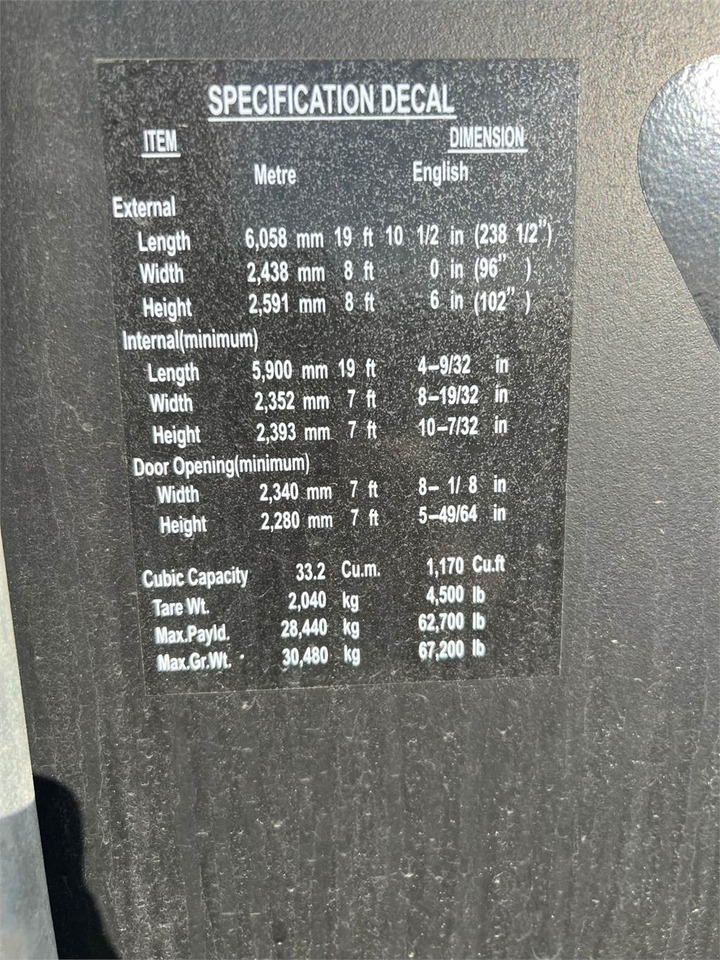 SPECIFICATION DECAL
ITEM DIMENSION
Metre English
External
Length 6,058 mm 19 ft 10 1/2 in (238 1/2")
Width 2,438 mm 8 ft 0 in (96" )
Height 2,591 mm 8 ft 6 in (102" )
Internal(minimum)
Length 5,900 mm 19 ft 4-9/32 in
Width 2,352 mm 7 ft 8-19/32 in
Height 2,393 mm 7 ft 10-7/32 in
Door Opening(minimum)
Width 2,340 mm 7 ft 8- 1/ 8 in
Height 2,280 mm 7 ft 5-49/64 in
Cubic Capacity 33.2 Cu.m. 1,170 Cu.ft
Tare Wt. 2,040 kg 4,500 lb
Max.Payld. 28,440 kg 62,700 lb
Max.Gr.Wt. 30,480 kg 67,200 lb